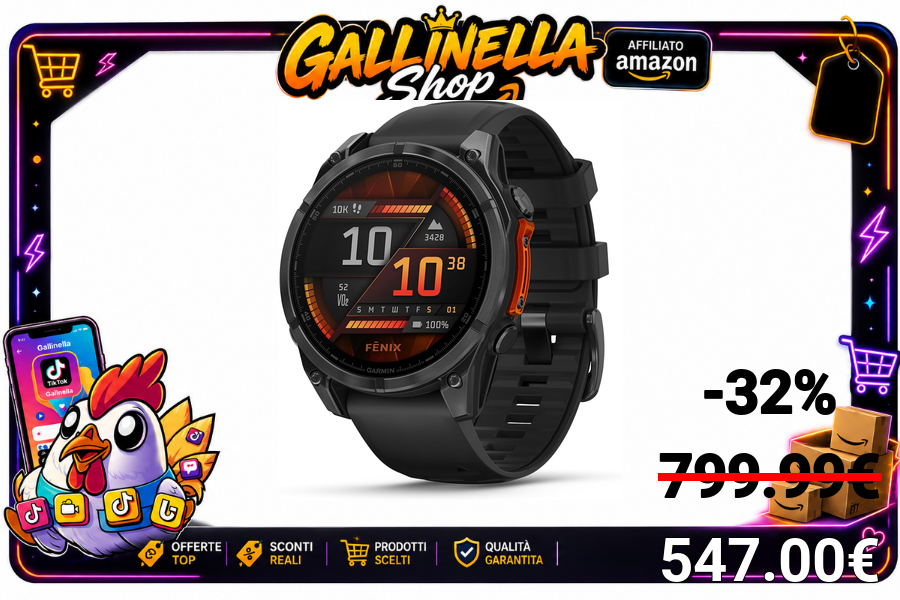 GALLINELLA
Shop
AFFILIATO
amazon
10K
3428
10
10 38
52
VO₂
S M T W T F S 01
100%
FĒNIX
GARMIN
Gallinella
TikTok
Gallinella
-32%
799.99€
547.00€
OFFERTE
TOP
SCONTI
REALI
PRODOTTI
SCELTI
QUALITÀ
GARANTITA